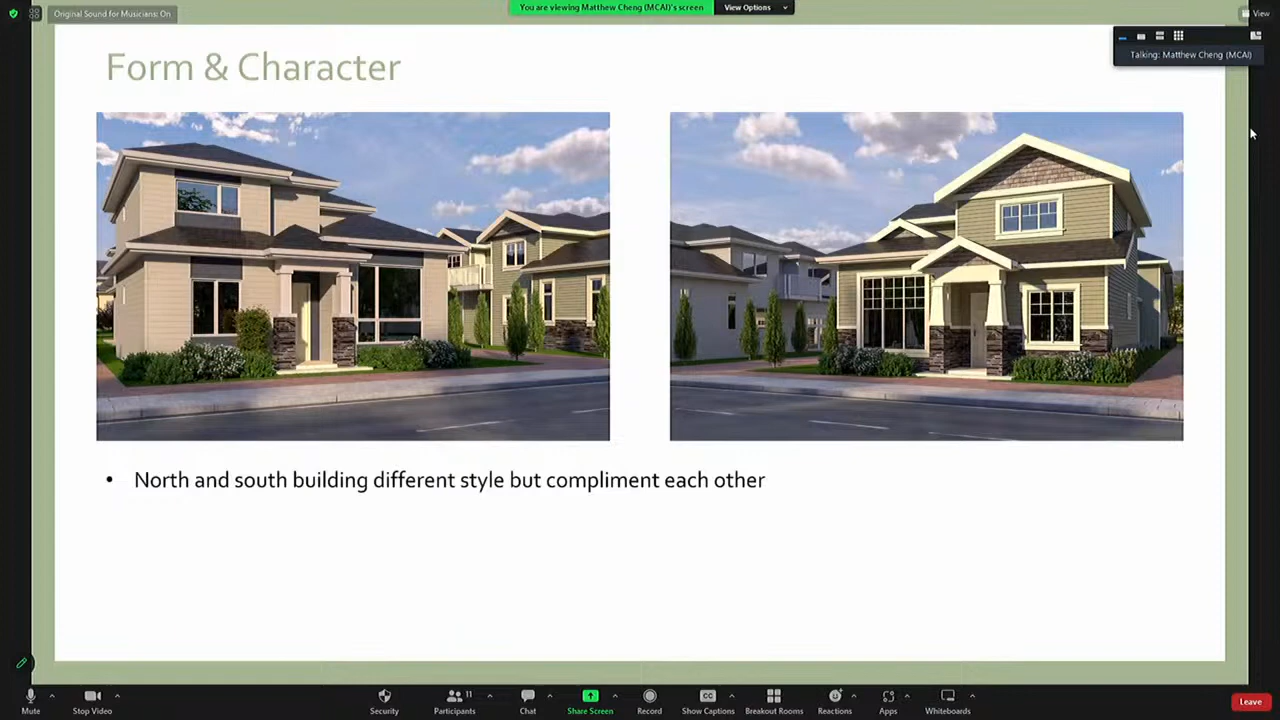 Original Sound for Musicians: On
You are viewing Matthew Cheng (MCAI)'s screen
View Options
View
Talking: Matthew Cheng (MCAI)
Form & Character
• North and south building different style but compliment each other
Mute
Stop Video
Security
Participants
11
Chat
Share Screen
Record
CC
Show Captions
Breakout Rooms
Reactions
Apps
Whiteboards
Leave